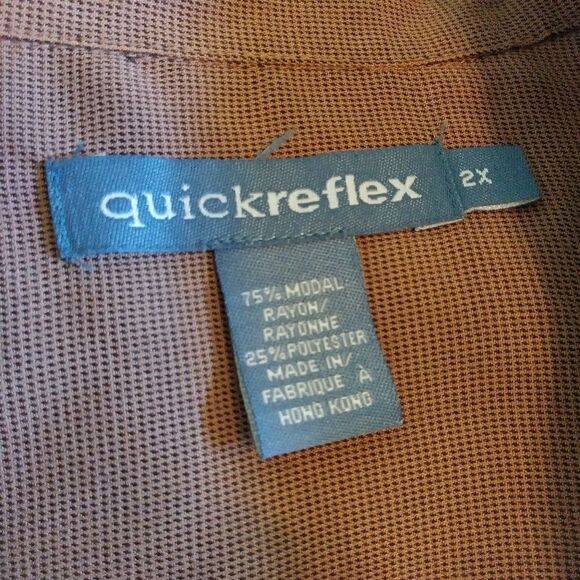 quickreflex
2X
75% MODAL
RAYON/
RAYONNE
25% POLYESTER
MADE IN/
FABRIQUE À
HONG KONG